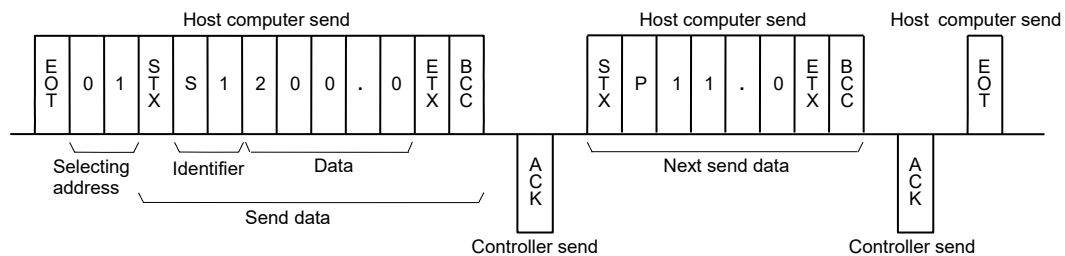 Host computer send
Host computer send
Host computer send
EOT 0 1 STX S 1 2 0 0 . 0 ETX BCC
STX P 1 1 . 0 ETX BCC
EOT
Selecting address
Identifier
Data
Send data
ACK
Controller send
Next send data
ACK
Controller send